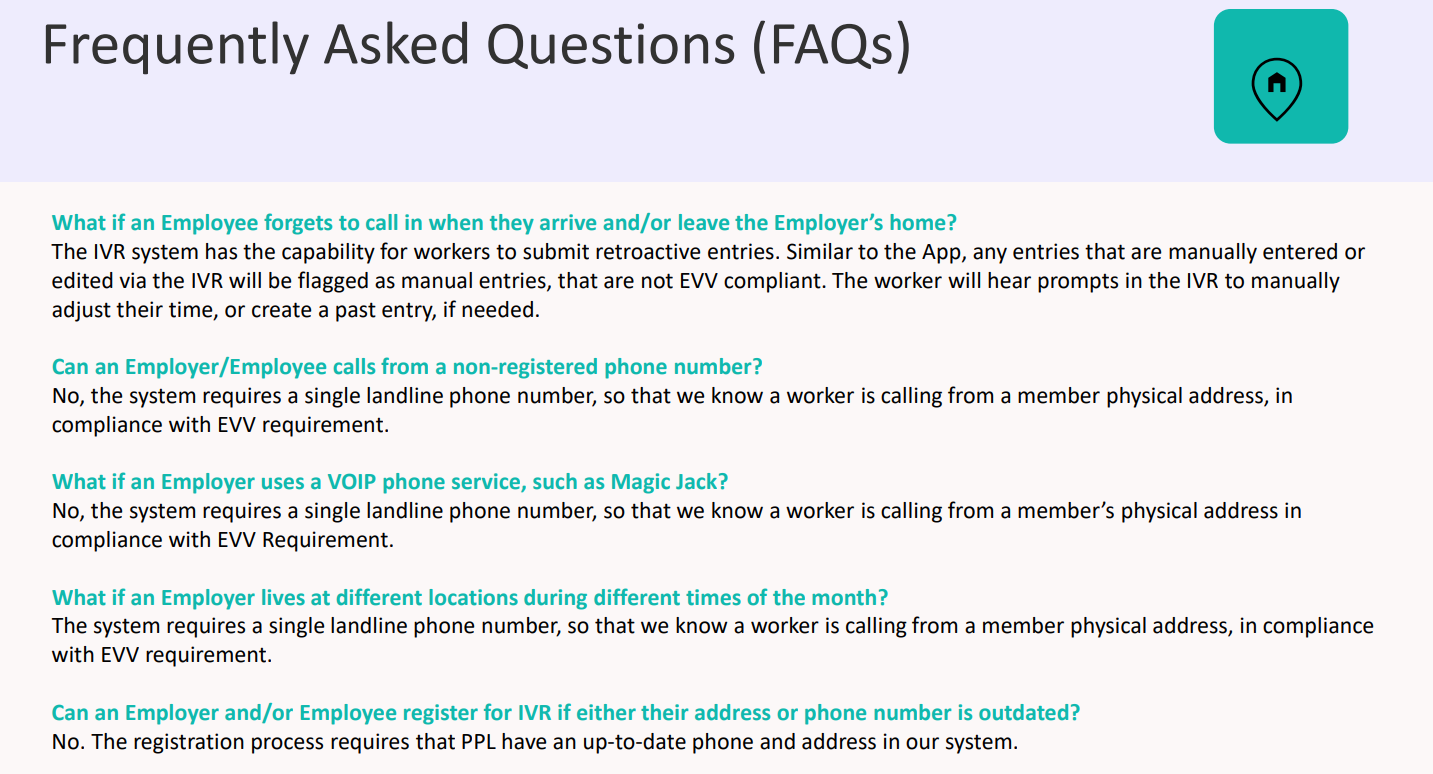 Frequently Asked Questions (FAQs)
What if an Employee forgets to call in when they arrive and/or leave the Employer’s home?
The IVR system has the capability for workers to submit retroactive entries. Similar to the App, any entries that are manually entered or
edited via the IVR will be flagged as manual entries, that are not EVV compliant. The worker will hear prompts in the IVR to manually
adjust their time, or create a past entry, if needed.
Can an Employer/Employee calls from a non-registered phone number?
No, the system requires a single landline phone number, so that we know a worker is calling from a member physical address, in
compliance with EVV requirement.
What if an Employer uses a VOIP phone service, such as Magic Jack?
No, the system requires a single landline phone number, so that we know a worker is calling from a member’s physical address in
compliance with EVV Requirement.
What if an Employer lives at different locations during different times of the month?
The system requires a single landline phone number, so that we know a worker is calling from a member physical address, in compliance
with EVV requirement.
Can an Employer and/or Employee register for IVR if either their address or phone number is outdated?
No. The registration process requires that PPL have an up-to-date phone and address in our system.